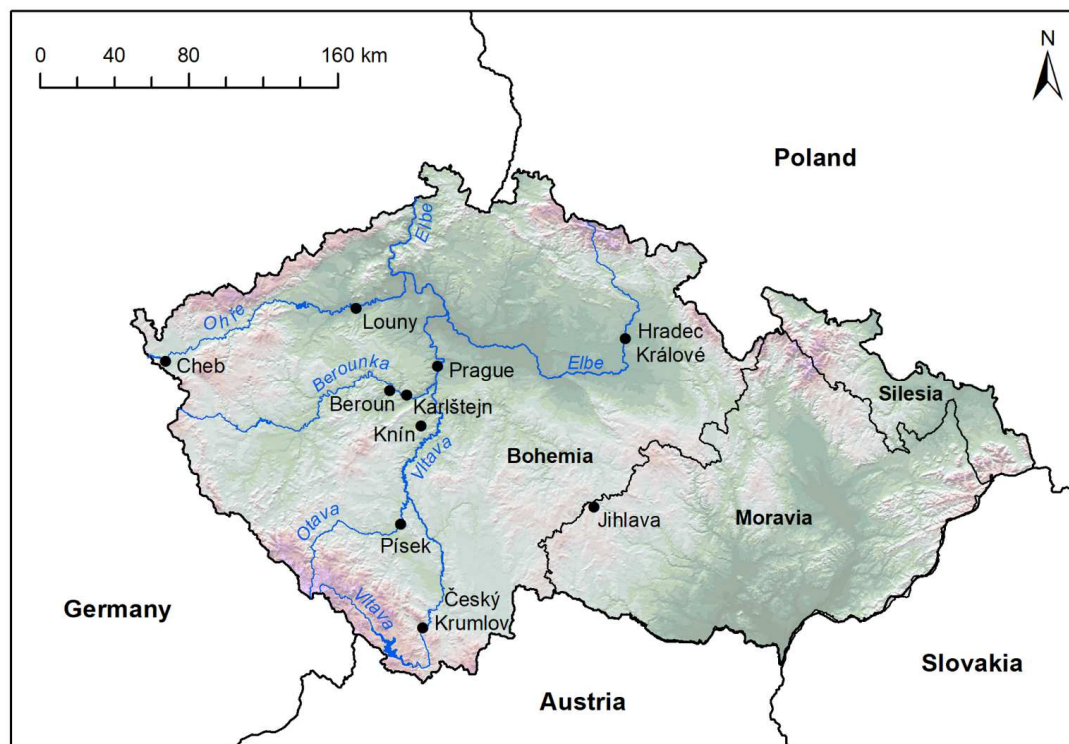 0 40 80 160 km
N
Poland
Elbe
Ohře
Louny
Hradec
Králové
Cheb
Berounka
Prague
Elbe
Beroun
Karlštejn
Silesia
Knín
Vltava
Bohemia
Jihlava
Moravia
Otava
Písek
Vltava
Český
Krumlov
Germany
Slovakia
Austria